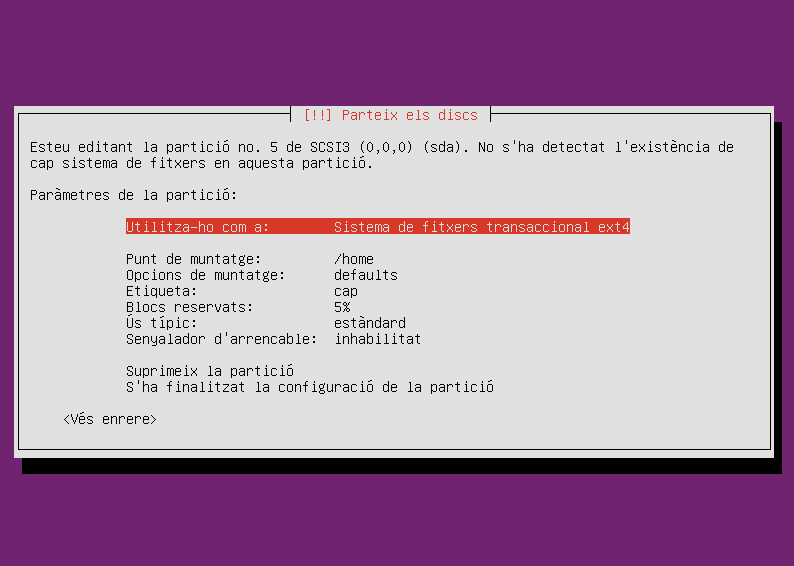 [!!] Parteix els discs
Esteu editant la partició no. 5 de SCSI3 (0,0,0) (sda). No s'ha detectat l'existència de
cap sistema de fitxers en aquesta partició.
Paràmetres de la partició:
Utilitza-ho com a: Sistema de fitxers transaccional ext4
Punt de muntatge: /home
Opcions de muntatge: defaults
Etiqueta: cap
Blocs reservats: 5%
Ús típic: estàndard
Senyalador d'arrencable: inhabilitat
Suprimeix la partició
S'ha finalitzat la configuració de la partició
<Vés enrere>